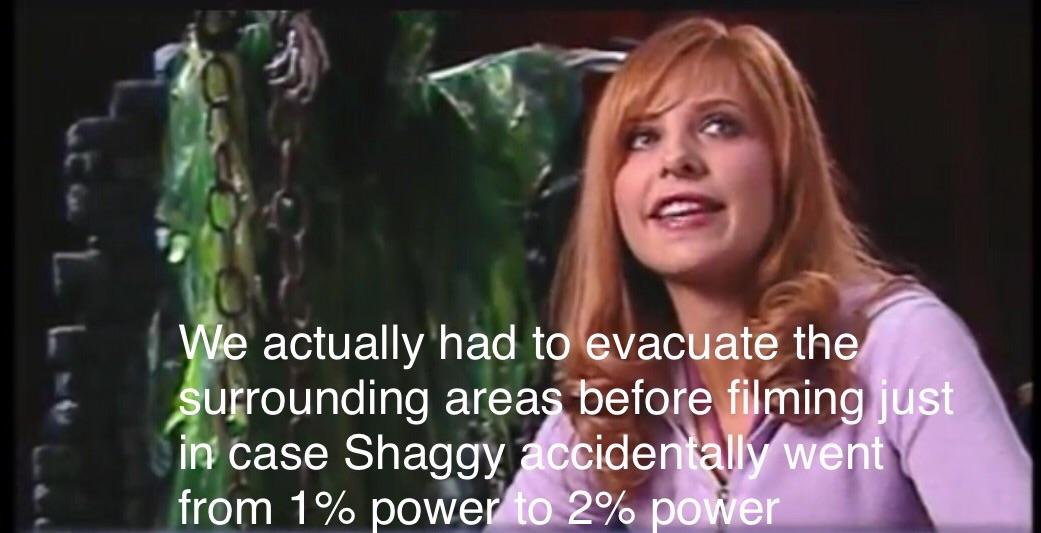 We actually had to evacuate the
surrounding areas before filming just
in case Shaggy accidentally went
from 1% power to 2% power